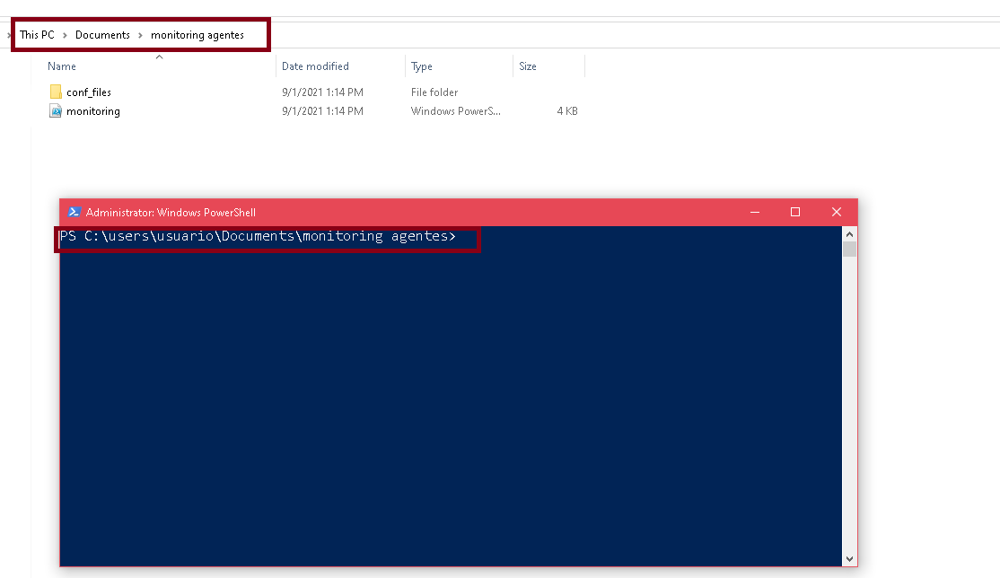 This PC > Documents > monitoring agentes
Name Date modified Type Size
conf_files 9/1/2021 1:14 PM File folder
monitoring 9/1/2021 1:14 PM Windows PowerS... 4 KB
Administrator: Windows PowerShell
PS C:\users\usuario\Documents\monitoring agentes>